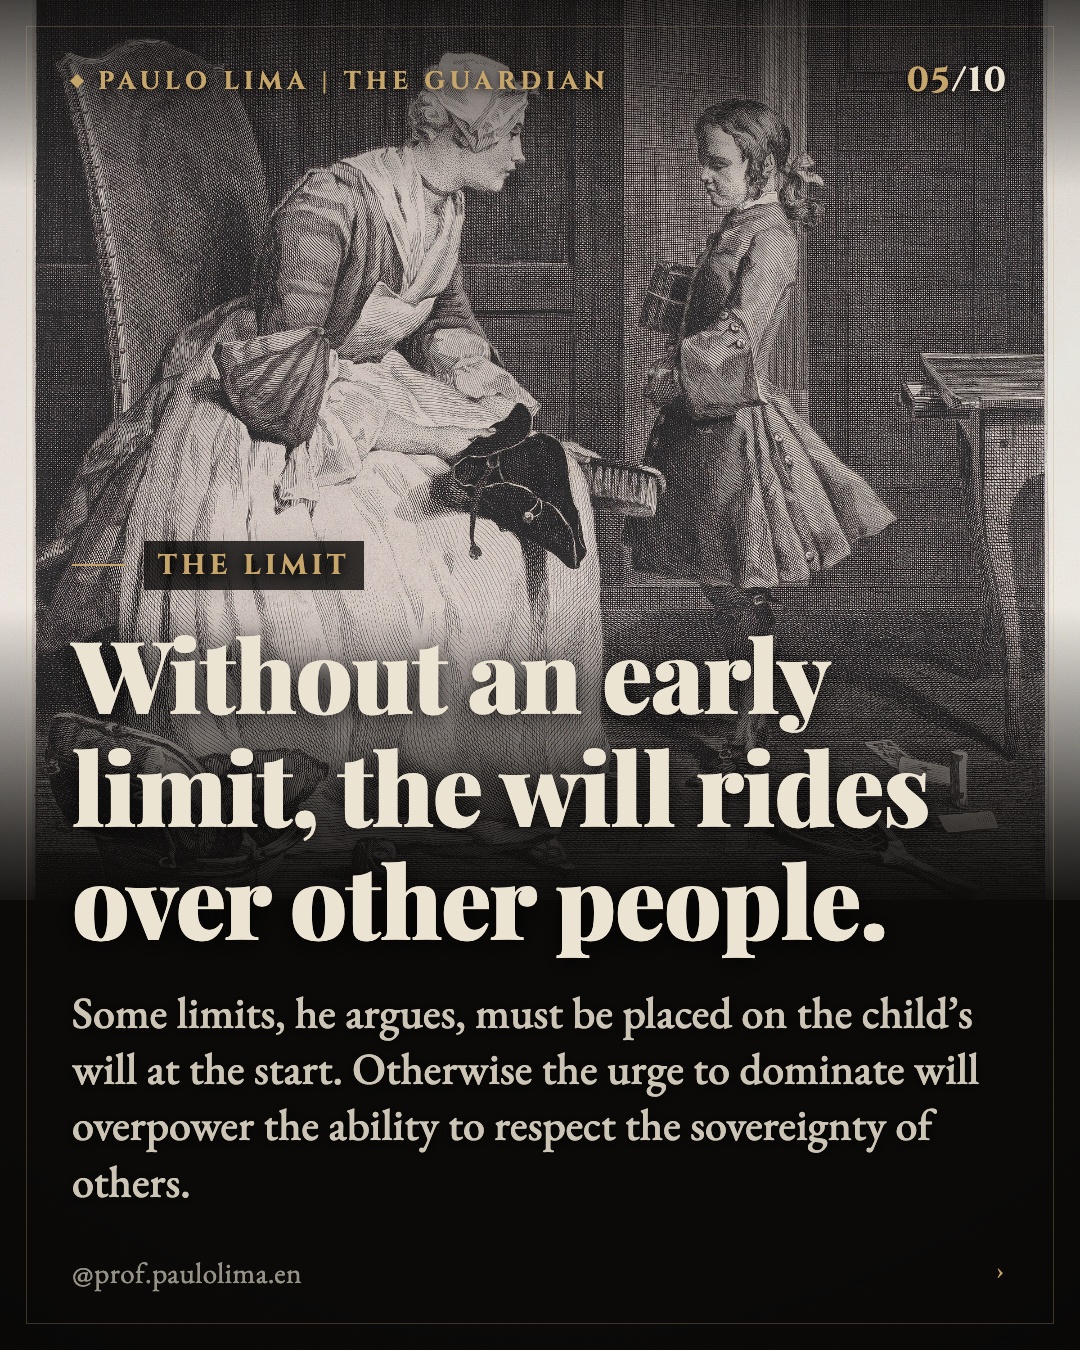 ◆ PAULO LIMA | THE GUARDIAN
05/10
THE LIMIT
Without an early
limit, the will rides
over other people.
Some limits, he argues, must be placed on the child’s
will at the start. Otherwise the urge to dominate will
overpower the ability to respect the sovereignty of
others.
@prof.paulolima.en
›